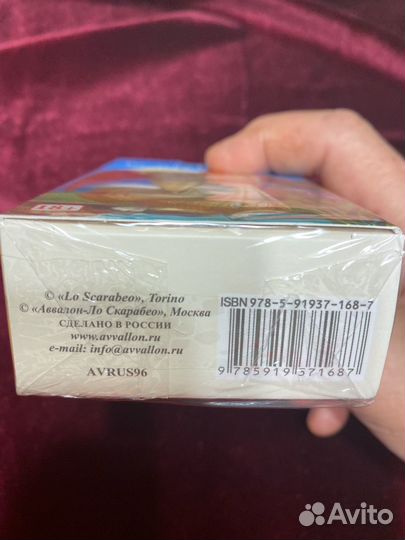 © «Lo Scarabeo», Torino
© «Аввалон-Ло Скарабео», Москва
СДЕЛАНО В РОССИИ
www.avvallon.ru
e-mail: info@avvallon.ru
AVRUS96
ISBN 978-5-91937-168-7
9 785919 371687
Avito